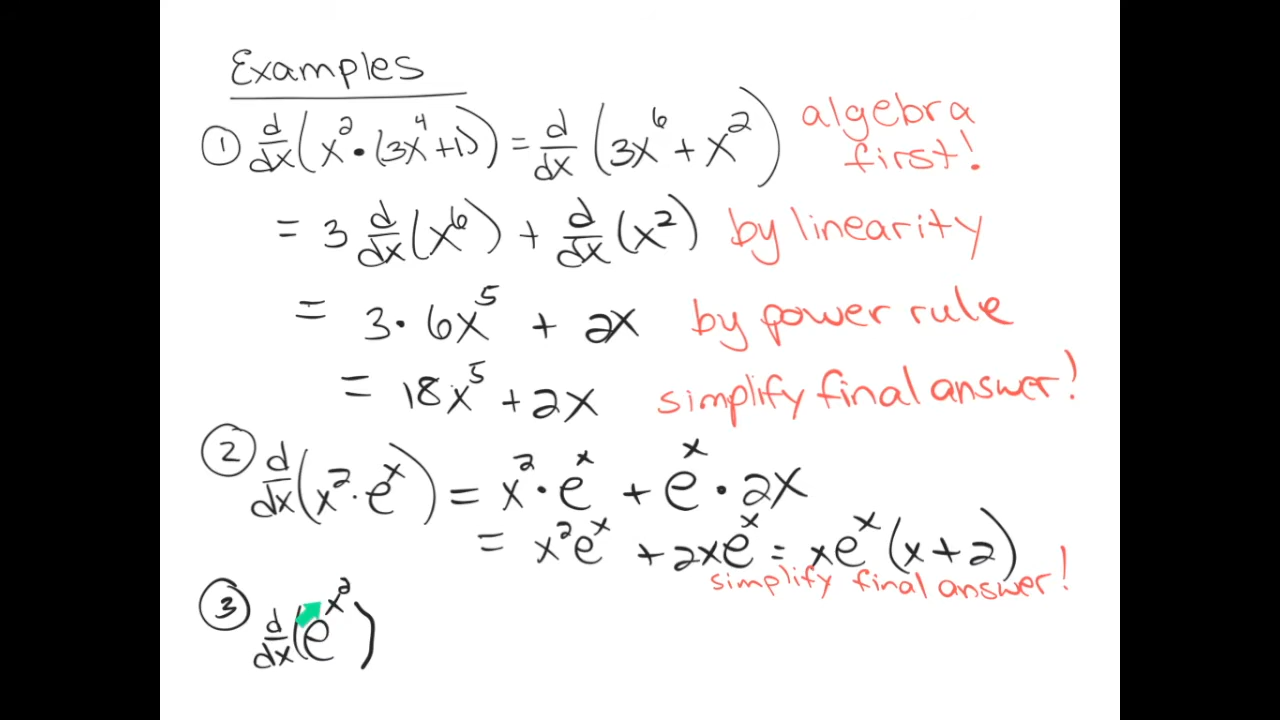 Examples
① d/dx(x²•(3x⁴+1)) = d/dx(3x⁶+x²) algebra first!
= 3 d/dx(x⁶) + d/dx(x²) by linearity
= 3•6x⁵ + 2x by power rule
= 18x⁵ + 2x simplify final answer!
② d/dx(x²·eˣ) = x²•eˣ + eˣ•2x
= x²eˣ + 2xeˣ = xeˣ(x+2)
simplify final answer!
③ d/dx(e^x²)